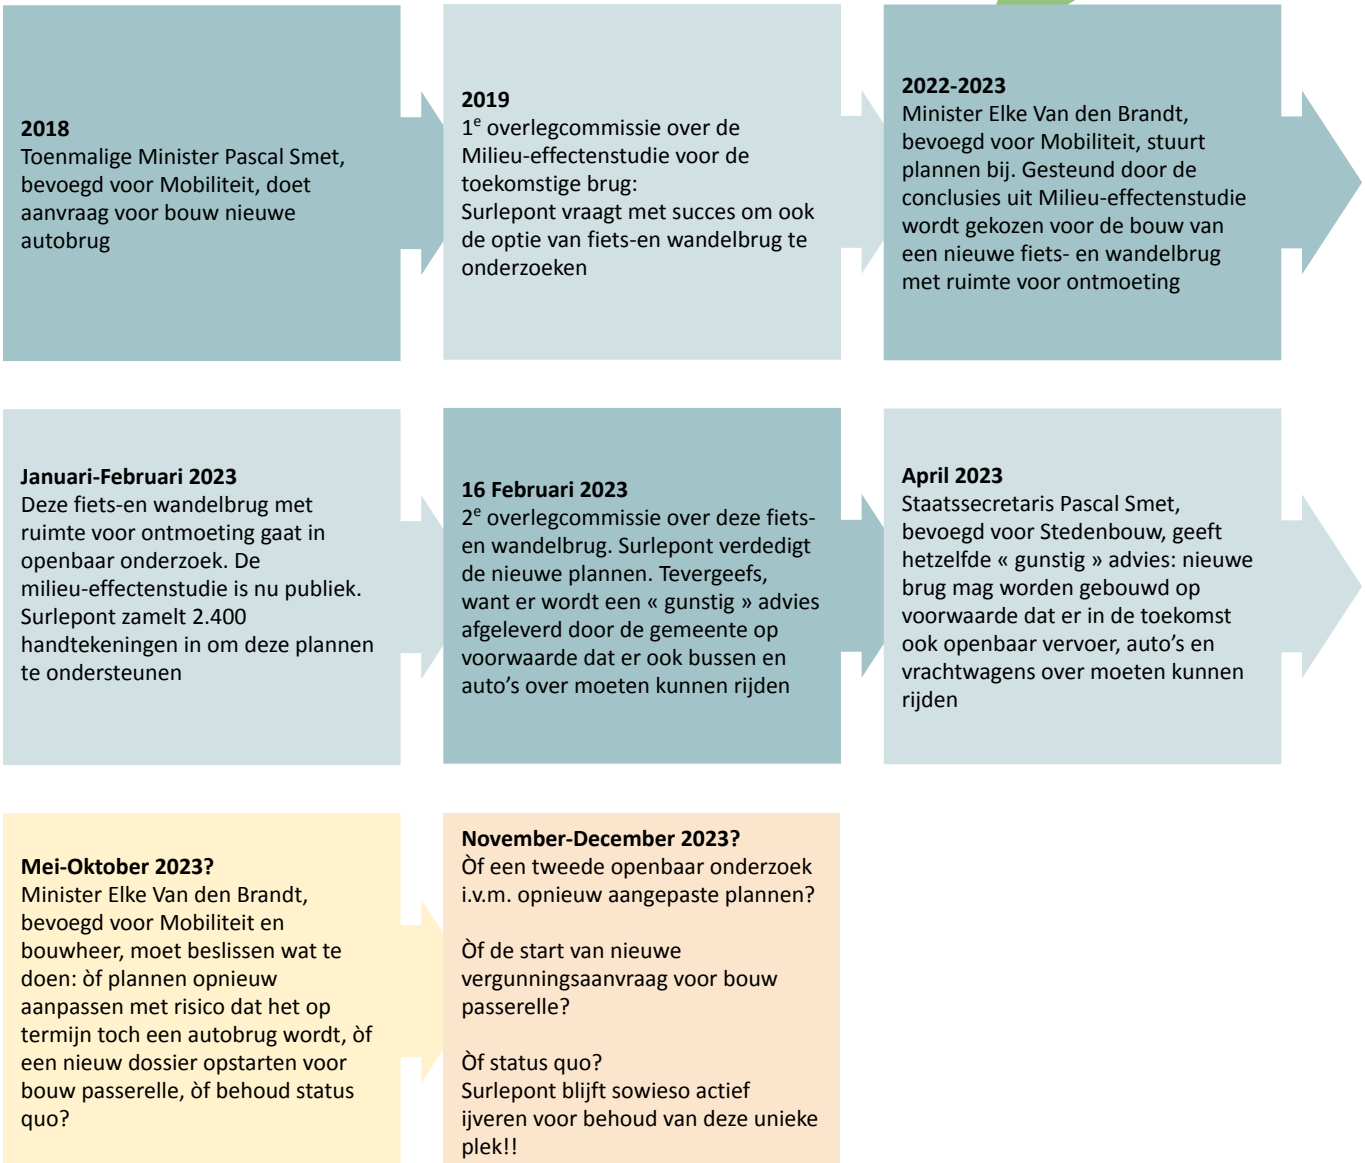 2018
Toenmalige Minister Pascal Smet,
bevoegd voor Mobiliteit, doet
aanvraag voor bouw nieuwe
autobrug
2019
1e overlegcommissie over de
Milieu-effectenstudie voor de
toekomstige brug:
Surlepont vraagt met succes om ook
de optie van fiets-en wandelbrug te
onderzoeken
2022-2023
Minister Elke Van den Brandt,
bevoegd voor Mobiliteit, stuurt
plannen bij. Gesteund door de
conclusies uit Milieu-effectenstudie
wordt gekozen voor de bouw van
een nieuwe fiets- en wandelbrug
met ruimte voor ontmoeting
Januari-Februari 2023
Deze fiets-en wandelbrug met
ruimte voor ontmoeting gaat in
openbaar onderzoek. De
milieu-effectenstudie is nu publiek.
Surlepont zamelt 2.400
handtekeningen in om deze plannen
te ondersteunen
16 Februari 2023
2e overlegcommissie over deze fiets-
en wandelbrug. Surlepont verdedigt
de nieuwe plannen. Tevergeefs,
want er wordt een « gunstig » advies
afgeleverd door de gemeente op
voorwaarde dat er ook bussen en
auto's over moeten kunnen rijden
April 2023
Staatssecretaris Pascal Smet,
bevoegd voor Stedenbouw, geeft
hetzelfde « gunstig » advies: nieuwe
brug mag worden gebouwd op
voorwaarde dat er in de toekomst
ook openbaar vervoer, auto's en
vrachtwagens over moeten kunnen
rijden
Mei-Oktober 2023?
Minister Elke Van den Brandt,
bevoegd voor Mobiliteit en
bouwheer, moet beslissen wat te
doen: òf plannen opnieuw
aanpassen met risico dat het op
termijn toch een autobrug wordt, òf
een nieuw dossier opstarten voor
bouw passerelle, òf behoud status
quo?
November-December 2023?
Òf een tweede openbaar onderzoek
i.v.m. opnieuw aangepaste plannen?
Òf de start van nieuwe
vergunningsaanvraag voor bouw
passerelle?
Òf status quo?
Surlepont blijft sowieso actief
ijveren voor behoud van deze unieke
plek!!